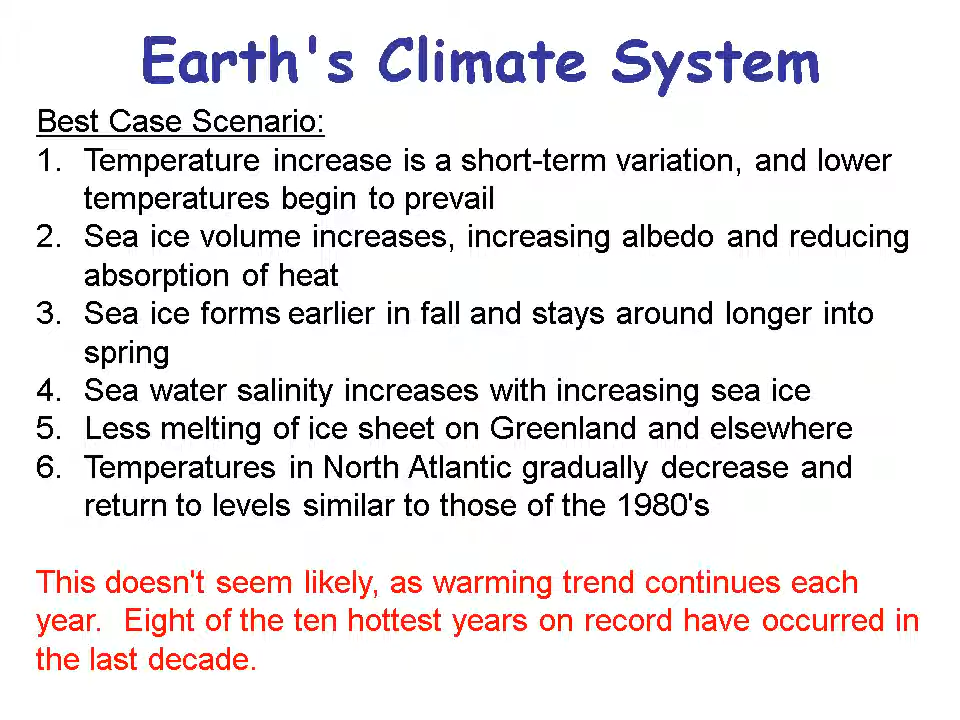 Earth's Climate System
Best Case Scenario:
1. Temperature increase is a short-term variation, and lower
temperatures begin to prevail
2. Sea ice volume increases, increasing albedo and reducing
absorption of heat
3. Sea ice forms earlier in fall and stays around longer into
spring
4. Sea water salinity increases with increasing sea ice
5. Less melting of ice sheet on Greenland and elsewhere
6. Temperatures in North Atlantic gradually decrease and
return to levels similar to those of the 1980's
This doesn't seem likely, as warming trend continues each
year. Eight of the ten hottest years on record have occurred in
the last decade.